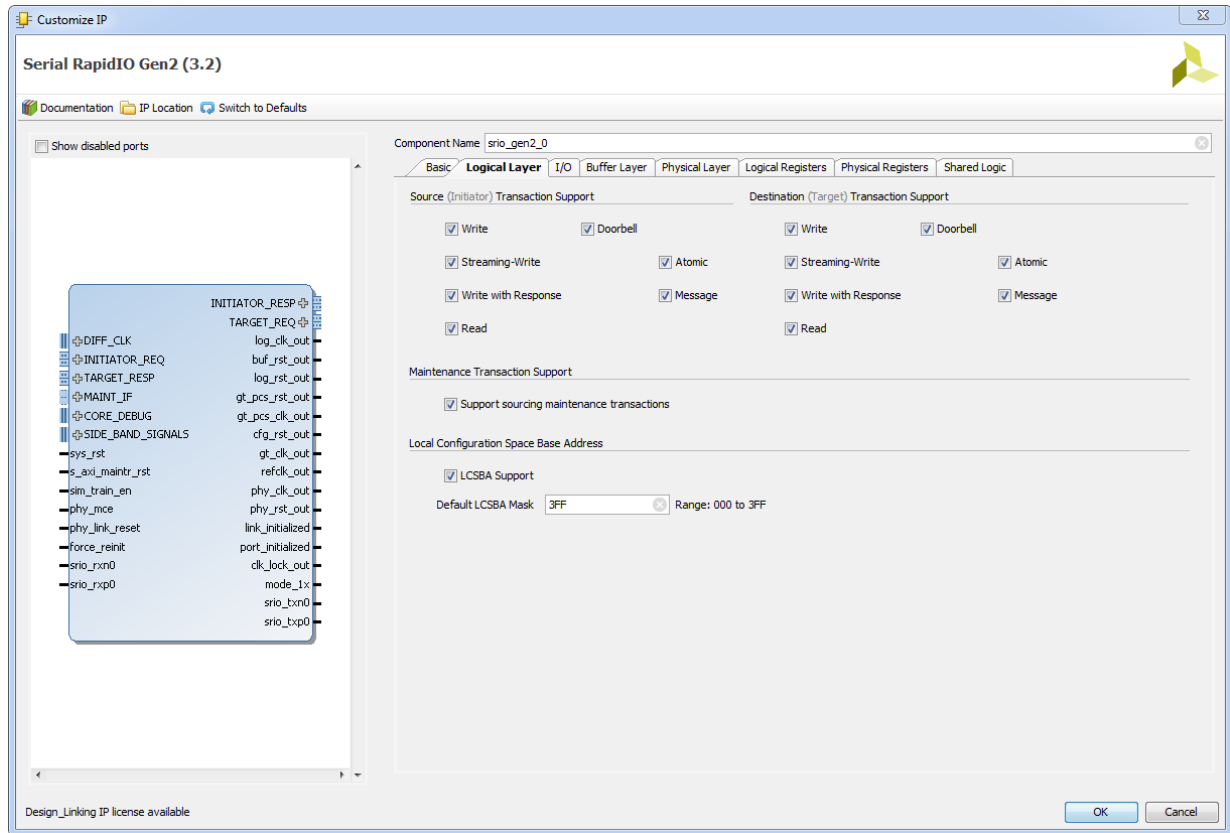 Customize IP
Serial RapidIO Gen2 (3.2)
Documentation IP Location Switch to Defaults
Show disabled ports
INITIATOR_RESP
TARGET_REQ
DIFF_CLK log_clk_out
INITIATOR_REQ buf_rst_out
TARGET_RESP log_rst_out
MAINT_IF gt_pcs_rst_out
CORE_DEBUG gt_pcs_clk_out
SIDE_BAND_SIGNALS cfg_rst_out
sys_rst gt_clk_out
s_axi_maintr_rst refclk_out
sim_train_en phy_clk_out
phy_mce phy_rst_out
phy_link_reset link_initialized
force_reinit port_initialized
srio_rxn0 clk_lock_out
srio_rxp0 mode_1x
srio_txn0
srio_txp0
Component Name srio_gen2_0
Basic Logical Layer I/O Buffer Layer Physical Layer Logical Registers Physical Registers Shared Logic
Source (Initiator) Transaction Support Destination (Target) Transaction Support
Write Doorbell Write Doorbell
Streaming-Write Atomic Streaming-Write Atomic
Write with Response Message Write with Response Message
Read Read
Maintenance Transaction Support
Support sourcing maintenance transactions
Local Configuration Space Base Address
LCSBA Support
Default LCSBA Mask 3FF Range: 000 to 3FF
Design_Linking IP license available
OK Cancel